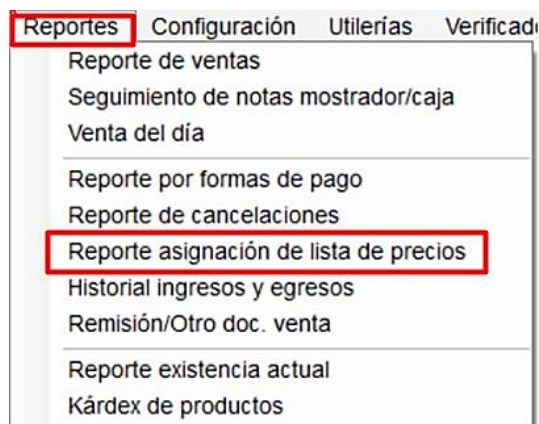 Reportes Configuración Utilerías Verificad
Reporte de ventas
Seguimiento de notas mostrador/caja
Venta del día
Reporte por formas de pago
Reporte de cancelaciones
Reporte asignación de lista de precios
Historial ingresos y egresos
Remisión/Otro doc. venta
Reporte existencia actual
Kárdex de productos